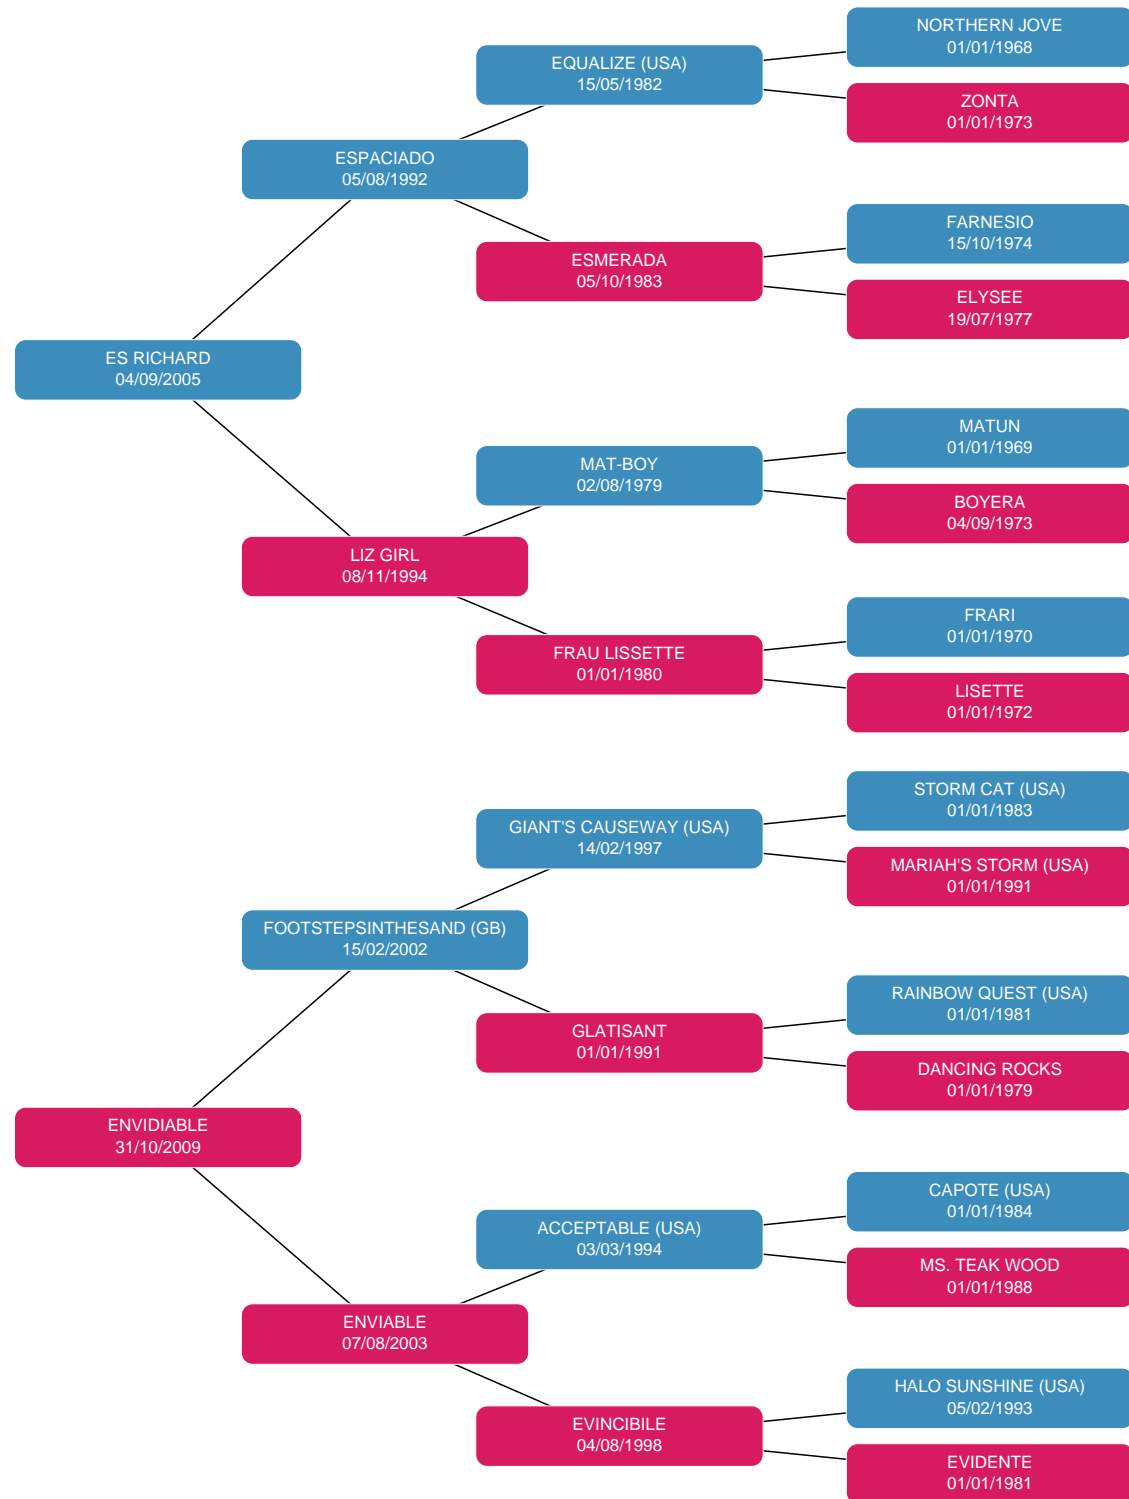 NORTHERN JOVE
01/01/1968
EQUALIZE (USA)
15/05/1982
ZONTA
01/01/1973
ESPACIADO
05/08/1992
FARNESIO
15/10/1974
ESMERADA
05/10/1983
ELYSEE
19/07/1977
ES RICHARD
04/09/2005
MATUN
01/01/1969
MAT-BOY
02/08/1979
BOYERA
04/09/1973
LIZ GIRL
08/11/1994
FRARI
01/01/1970
FRAU LISSETTE
01/01/1980
LISETTE
01/01/1972
STORM CAT (USA)
01/01/1983
GIANT'S CAUSEWAY (USA)
14/02/1997
MARIAH'S STORM (USA)
01/01/1991
FOOTSTEPSINTHESAND (GB)
15/02/2002
RAINBOW QUEST (USA)
01/01/1981
GLATISANT
01/01/1991
DANCING ROCKS
01/01/1979
ENVIDIABLE
31/10/2009
CAPOTE (USA)
01/01/1984
ACCEPTABLE (USA)
03/03/1994
MS. TEAK WOOD
01/01/1988
ENVIABLE
07/08/2003
HALO SUNSHINE (USA)
05/02/1993
EVINCIBILE
04/08/1998
EVIDENTE
01/01/1981